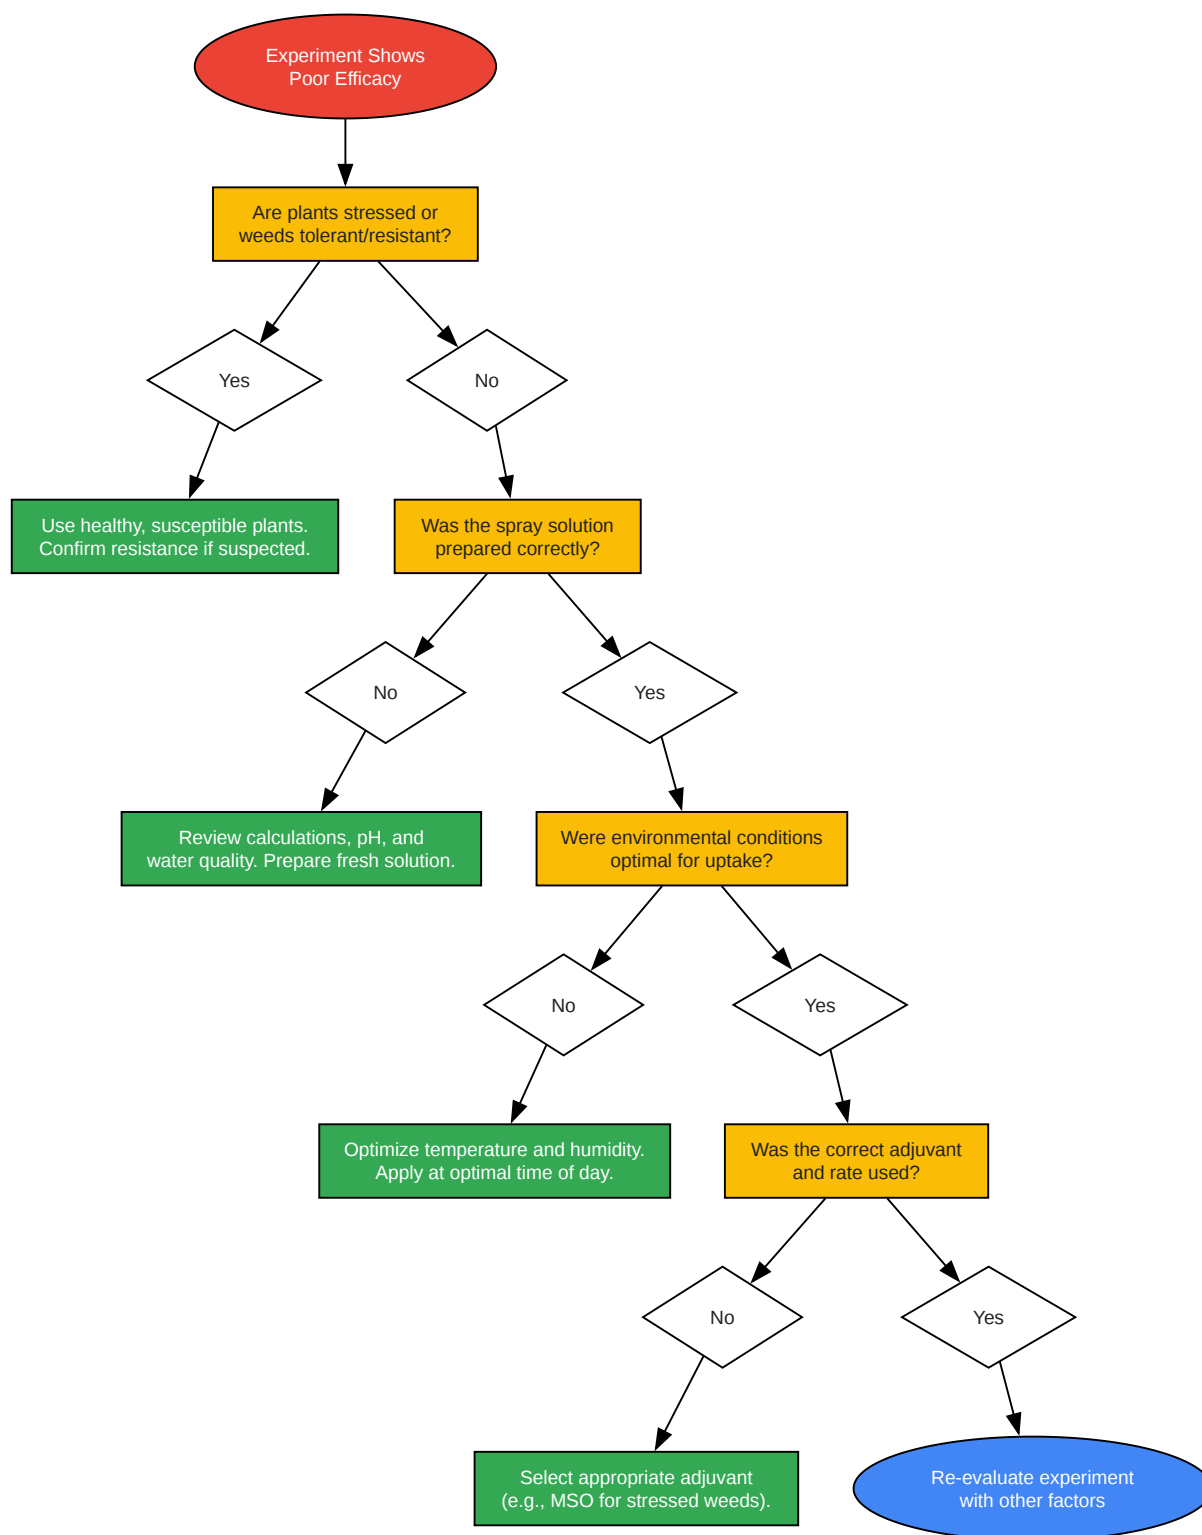 Experiment Shows
Poor Efficacy
Are plants stressed or
weeds tolerant/resistant?
Yes
No
Use healthy, susceptible plants.
Confirm resistance if suspected.
Was the spray solution
prepared correctly?
No
Yes
Review calculations, pH, and
water quality. Prepare fresh solution.
Were environmental conditions
optimal for uptake?
No
Yes
Optimize temperature and humidity.
Apply at optimal time of day.
Was the correct adjuvant
and rate used?
No
Yes
Select appropriate adjuvant
(e.g., MSO for stressed weeds).
Re-evaluate experiment
with other factors